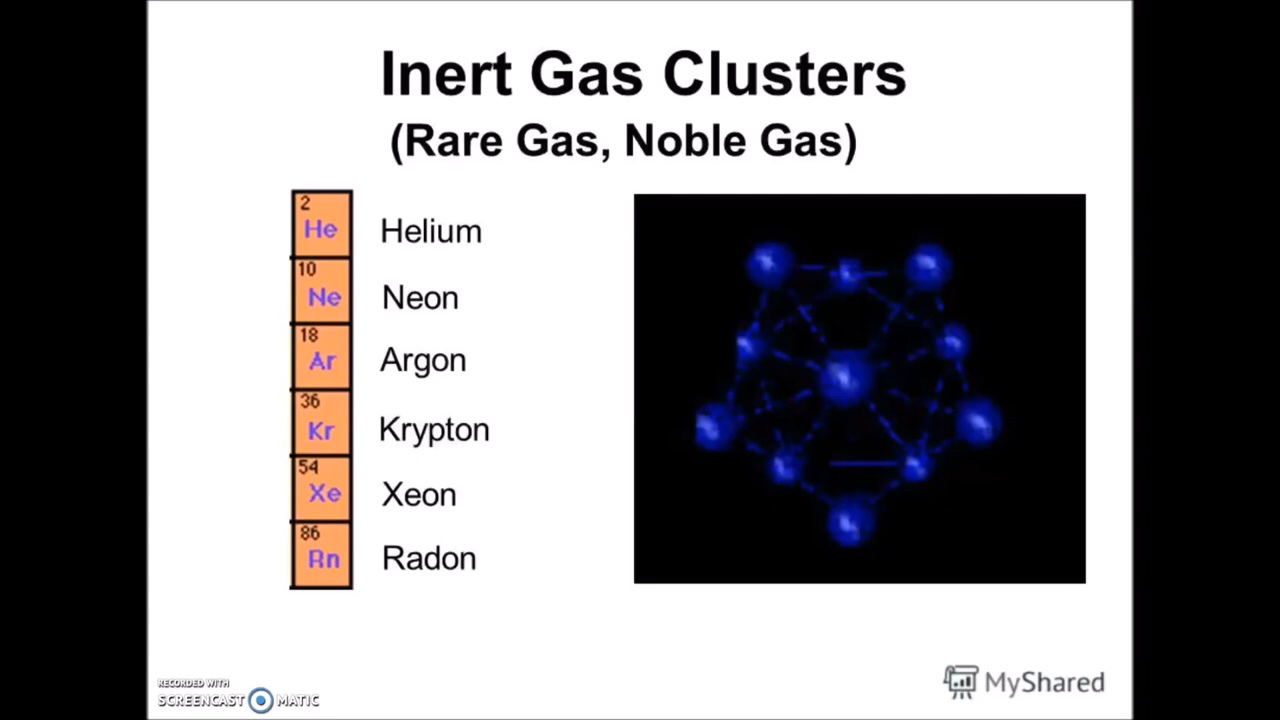 Inert Gas Clusters
(Rare Gas, Noble Gas)
2
He
Helium
10
Ne
Neon
18
Ar
Argon
36
Kr
Krypton
54
Xe
Xeon
86
Rn
Radon
RECORDED WITH
SCREENCAST MATIC
MyShared